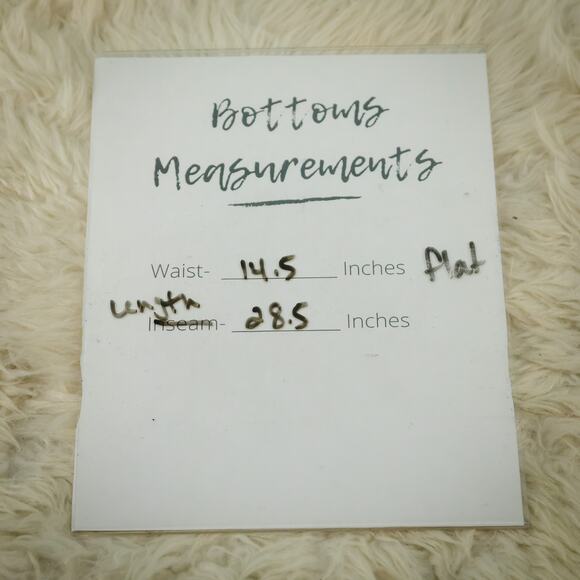 Bottoms
Measurements
Waist- 14.5 Inches flat
Length
Inseam- 28.5 Inches